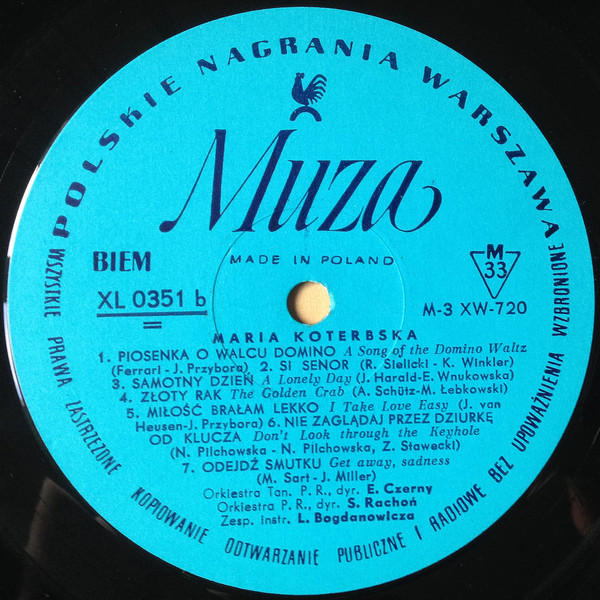 POLSKIE NAGRANIA WARSZAWA
Muza
BIEM
MADE IN POLAND
M
33
XL 0351 b
M-3 XW-720
MARIA KOTERBSKA
1. PIOSENKA O WALCU DOMINO A Song of the Domino Waltz
(Ferrari - J. Przybora) 2. SI SENOR (R. Sielicki - K. Winkler)
3. SAMOTNY DZIEŃ A Lonely Day (J. Harald-E. Wnukowska)
4. ZŁOTY RAK The Golden Crab (A. Schütz-M. Łebkowski)
5. MIŁOŚĆ BRAŁAM LEKKO I Take Love Easy (J. van
Heusen-J. Przybora) 6. NIE ZAGLĄDAJ PRZEZ DZIURKĘ
OD KLUCZA Don't Look through the Keyhole
(N. Pilchowska - N. Pilchowska, Z. Stawecki)
7. ODEJDŹ SMUTKU Get away, sadness
(M. Sart - J. Miller)
Orkiestra Tan. P. R., dyr. E. Czerny
Orkiestra P. R., dyr. S. Rachoń
Zesp. instr. L. Bogdanowicza
WSZYSTKIE PRAWA ZASTRZEŻONE KOPIOWANIE ODTWARZANIE PUBLICZNE I RADIOWE BEZ UPOWAŻNIENIA WZBRONIONE